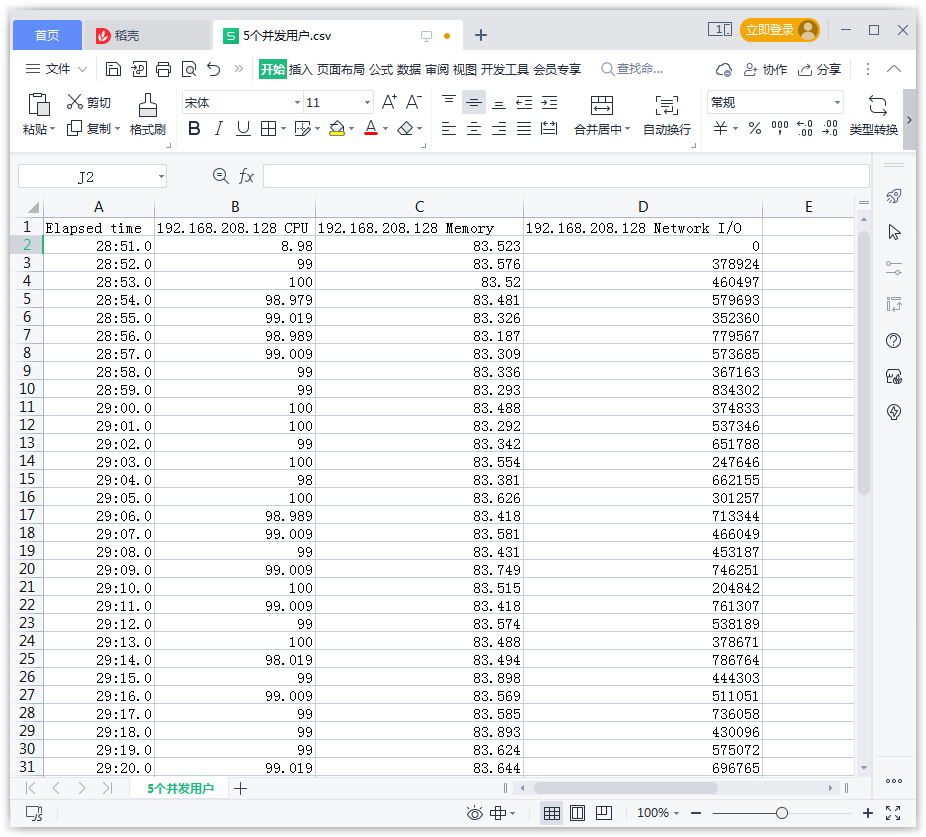 首页 稻壳 5个并发用户.csv 立即登录
文件 开始 插入 页面布局 公式 数据 审阅 视图 开发工具 会员专享 查找命... 协作 分享
粘贴 剪切 复制 格式刷 宋体 11 A+ A- B I U A 合并居中 自动换行 常规 ¥ % 类型转换
J2 fx
A B C D E
1 Elapsed time 192.168.208.128 CPU 192.168.208.128 Memory 192.168.208.128 Network I/O
2 28:51.0 8.98 83.523 0
3 28:52.0 99 83.576 378924
4 28:53.0 100 83.52 460497
5 28:54.0 98.979 83.481 579693
6 28:55.0 99.019 83.326 352360
7 28:56.0 98.989 83.187 779567
8 28:57.0 99.009 83.309 573685
9 28:58.0 99 83.336 367163
10 28:59.0 99 83.293 834302
11 29:00.0 100 83.488 374833
12 29:01.0 100 83.292 537346
13 29:02.0 99 83.342 651788
14 29:03.0 100 83.554 247646
15 29:04.0 98 83.381 662155
16 29:05.0 100 83.626 301257
17 29:06.0 98.989 83.418 713344
18 29:07.0 99.009 83.581 466049
19 29:08.0 99 83.431 453187
20 29:09.0 99.009 83.749 746251
21 29:10.0 100 83.515 204842
22 29:11.0 99.009 83.418 761307
23 29:12.0 99 83.574 538189
24 29:13.0 100 83.488 378671
25 29:14.0 98.019 83.494 786764
26 29:15.0 99 83.898 444303
27 29:16.0 99.009 83.569 511051
28 29:17.0 99 83.585 736058
29 29:18.0 99 83.893 430096
30 29:19.0 99 83.624 575072
31 29:20.0 99.019 83.644 696765
5个并发用户
100%